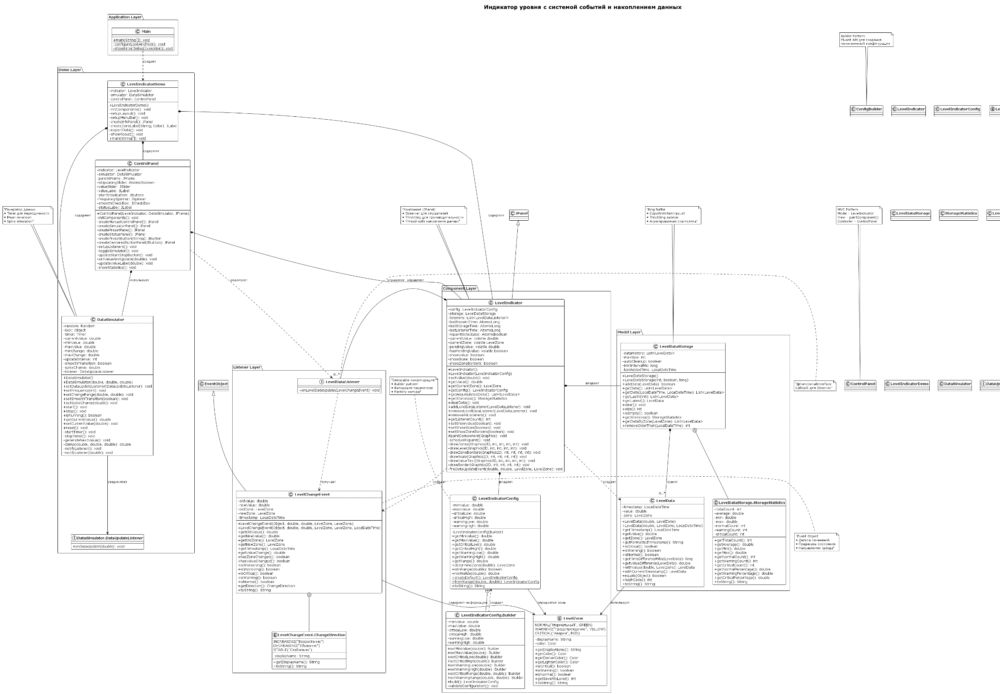 Индикатор уровня с системой событий и накоплением данных
Application Layer
C Main
+main(String[]): void
-configureLookAndFeel(): void
-showErrorDialog(Exception): void
создает
Builder Pattern:
Fluent API для создания
неизменяемой конфигурации
C ConfigBuilder
C LevelIndicator
C LevelIndicatorConfig
E Le
Demo Layer
C LevelIndicatorDemo
-indicator: LevelIndicator
-simulator: DataSimulator
-controlPanel: ControlPanel
+LevelIndicatorDemo()
-initComponents(): void
-setupLayout(): void
-setupMenuBar(): void
-createInfoPanel(): JPanel
-createZoneLabel(String, Color): JLabel
-exportData(): void
-showAbout(): void
+main(String[]): void
содержит
C ControlPanel
-indicator: LevelIndicator
-simulator: DataSimulator
-parentFrame: JFrame
-isUpdatingSlider: AtomicBoolean
-valueSlider: JSlider
-valueLabel: JLabel
-startStopButton: JButton
-frequencySpinner: JSpinner
-smoothCheckBox: JCheckBox
-statusLabel: JLabel
+ControlPanel(LevelIndicator, DataSimulator, JFrame)
-initComponents(): void
-createManualControlPanel(): JPanel
-createSimulatorPanel(): JPanel
-createPresetPanel(): JPanel
-createStatusPanel(): JPanel
-createPresetButton(String): JButton
-createCenteredButtonPanel(JButton): JPanel
-setupListeners(): void
-toggleSimulator(): void
-updateStartStopButton(): void
-setValueAndUpdate(double): void
-updateValueLabel(double): void
-showStatistics(): void
"Генератор данных
• Timer для периодичности
• Mean reversion
• Spike simulation"
содержит
"Компонент (JPanel)
• Observer для слушателей
• Throttling для производительности
• Thread-safe накопление данных"
содержит
C JPanel
"Ring Buffer
• CopyOnWriteArrayList
• Throttling записи
• Агрегированная статистика"
MVC Pattern:
Model - LevelIndicator
View - paintComponent()
Controller - ControlPanel
C LevelDataStorage
C StorageStatistics
C Leve
использует
реализует
управляет
управляет
C DataSimulator
-random: Random
-lock: Object
-timer: Timer
-currentValue: double
-minValue: double
-maxValue: double
-minChange: double
-maxChange: double
-updateInterval: int
-smoothTransition: boolean
-spikeChance: double
-listener: DataUpdateListener
+DataSimulator()
+DataSimulator(double, double, double)
+setDataUpdateListener(DataUpdateListener): void
+setFrequency(int): void
+setChangeRange(double, double): void
+setSmoothTransition(boolean): void
+setSpikeChance(double): void
+start(): void
+stop(): void
+isRunning(): boolean
+getCurrentValue(): double
+setCurrentValue(double): void
+reset(): void
-startTimer(): void
-stopTimer(): void
-generateNextValue(): void
-clamp(double, double, double): double
-notifyListener(): void
-notifyListener(double): void
уведомляет
I DataSimulator.DataUpdateListener
+onDataUpdate(double): void
Component Layer
C LevelIndicator
-config: LevelIndicatorConfig
-storage: LevelDataStorage
-listeners: List<LevelDataListener>
-lastRepaintTime: AtomicLong
-lastStorageTime: AtomicLong
-lastListenerTime: AtomicLong
-repaintScheduled: AtomicBoolean
-currentValue: volatile double
-currentZone: volatile LevelZone
-pendingValue: volatile double
-hasPendingValue: volatile boolean
-showValue: boolean
-showScale: boolean
-showZoneBorders: boolean
+LevelIndicator()
+LevelIndicator(LevelIndicatorConfig)
+setValue(double): void
+getValue(): double
+getCurrentZone(): LevelZone
+getConfig(): LevelIndicatorConfig
+getAccumulatedData(): List<LevelData>
+getStatistics(): StorageStatistics
+clearData(): void
+addLevelDataListener(LevelDataListener): void
+removeLevelDataListener(LevelDataListener): void
+removeAllListeners(): void
+getListenerCount(): int
+setShowValue(boolean): void
+setShowScale(boolean): void
+setShowZoneBorders(boolean): void
#paintComponent(Graphics): void
-scheduleRepaint(): void
-drawZones(Graphics2D, int, int, int, int): void
-drawLevel(Graphics2D, int, int, int, int): void
-drawZoneBorders(Graphics2D, int, int, int, int): void
-drawScale(Graphics2D, int, int, int, int): void
-drawValueText(Graphics2D, int, int, int, int): void
-drawBorder(Graphics2D, int, int, int, int): void
-fireDataUpdateEvent(double, double, LevelZone, LevelZone): void
владеет
Model Layer
C LevelDataStorage
-dataHistory: List<LevelData>
-maxSize: int
-autoCleanup: boolean
-minIntervalMs: long
-lastAddedTime: LocalDateTime
+LevelDataStorage()
+LevelDataStorage(int, boolean, long)
+addData(LevelData): boolean
+getData(): List<LevelData>
+getData(LocalDateTime, LocalDateTime): List<LevelData>
+getLastN(int): List<LevelData>
+getLatest(): LevelData
+clear(): void
+size(): int
+isEmpty(): boolean
+getStatistics(): StorageStatistics
+getDataByZone(LevelZone): List<LevelData>
+removeOlderThan(LocalDateTime): int
"@FunctionalInterface
Callback для Observer"
C ControlPanel
C LevelIndicatorDemo
C DataSimulator
I DataUp
Listener Layer
0..*
C EventObject
I LevelDataListener
+onLevelDataUpdate(LevelChangeEvent): void
"Immutable конфигурация
• Builder pattern
• Валидация параметров
• Factory методы"
получает
создает
владеет
создает
хранит
0..*
C LevelChangeEvent
-oldValue: double
-newValue: double
-oldZone: LevelZone
-newZone: LevelZone
-timestamp: LocalDateTime
+LevelChangeEvent(Object, double, double, LevelZone, LevelZone)
+LevelChangeEvent(Object, double, double, LevelZone, LevelZone, LocalDateTime)
+getOldValue(): double
+getNewValue(): double
+getOldZone(): LevelZone
+getNewZone(): LevelZone
+getTimestamp(): LocalDateTime
+getValueChange(): double
+hasZoneChanged(): boolean
+hasValueChanged(): boolean
+isWorsening(): boolean
+isImproving(): boolean
+isCritical(): boolean
+isWarning(): boolean
+isNormal(): boolean
+getDirection(): ChangeDirection
+toString(): String
C LevelIndicatorConfig
-minValue: double
-maxValue: double
-criticalLow: double
-criticalHigh: double
-warningLow: double
-warningHigh: double
-LevelIndicatorConfig(Builder)
+getMinValue(): double
+getMaxValue(): double
+getCriticalLow(): double
+getCriticalHigh(): double
+getWarningLow(): double
+getWarningHigh(): double
+getRange(): double
+determineZone(double): LevelZone
+isInRange(double): boolean
+normalize(double): double
+createDefault(): LevelIndicatorConfig
+fromRange(double, double): LevelIndicatorConfig
+toString(): String
C LevelData
-timestamp: LocalDateTime
-value: double
-zone: LevelZone
+LevelData(double, LevelZone)
+LevelData(double, LevelZone, LocalDateTime)
+getTimestamp(): LocalDateTime
+getValue(): double
+getZone(): LevelZone
+getFormattedTimestamp(): String
+isCritical(): boolean
+isWarning(): boolean
+isNormal(): boolean
+getTimeDifferenceMillis(LevelData): long
+getValueDifference(LevelData): double
+withValue(double, LevelZone): LevelData
+withCurrentTimestamp(): LevelData
+equals(Object): boolean
+hashCode(): int
+toString(): String
C LevelDataStorage.StorageStatistics
-totalCount: int
-average: double
-min: double
-max: double
-normalCount: int
-warningCount: int
-criticalCount: int
+getTotalCount(): int
+getAverage(): double
+getMin(): double
+getMax(): double
+getNormalCount(): int
+getWarningCount(): int
+getCriticalCount(): int
+getNormalPercentage(): double
+getWarningPercentage(): double
+getCriticalPercentage(): double
+toString(): String
"Event Object
• Дельта изменений
• Предикаты состояния
• Направление тренда"
содержит информацию
создает
определяет зоны
использует
E LevelChangeEvent.ChangeDirection
INCREASING("Возрастание")
DECREASING("Убывание")
STABLE("Стабильно")
-displayName: String
+getDisplayName(): String
+toString(): String
C LevelIndicatorConfig.Builder
-minValue: double
-maxValue: double
-criticalLow: double
-criticalHigh: double
-warningLow: double
-warningHigh: double
+setMinValue(double): Builder
+setMaxValue(double): Builder
+setCriticalLow(double): Builder
+setCriticalHigh(double): Builder
+setWarningLow(double): Builder
+setWarningHigh(double): Builder
+setCriticalRange(double, double): Builder
+setWarningRange(double, double): Builder
+build(): LevelIndicatorConfig
-validateConfiguration(): void
E LevelZone
NORMAL("Нормальный", GREEN)
WARNING("Предупреждение", YELLOW)
CRITICAL("Авария", RED)
-displayName: String
-color: Color
+getDisplayName(): String
+getColor(): Color
+getDarkerColor(): Color
+getLighterColor(): Color
+isCritical(): boolean
+isWarning(): boolean
+isNormal(): boolean
+getSeverityLevel(): int
+toString(): String